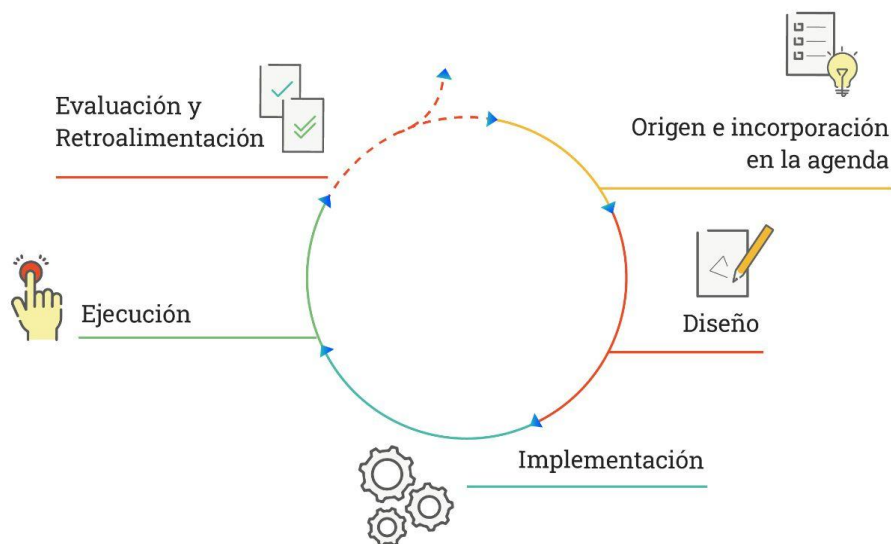 Origen e incorporación
en la agenda
Diseño
Implementación
Ejecución
Evaluación y
Retroalimentación